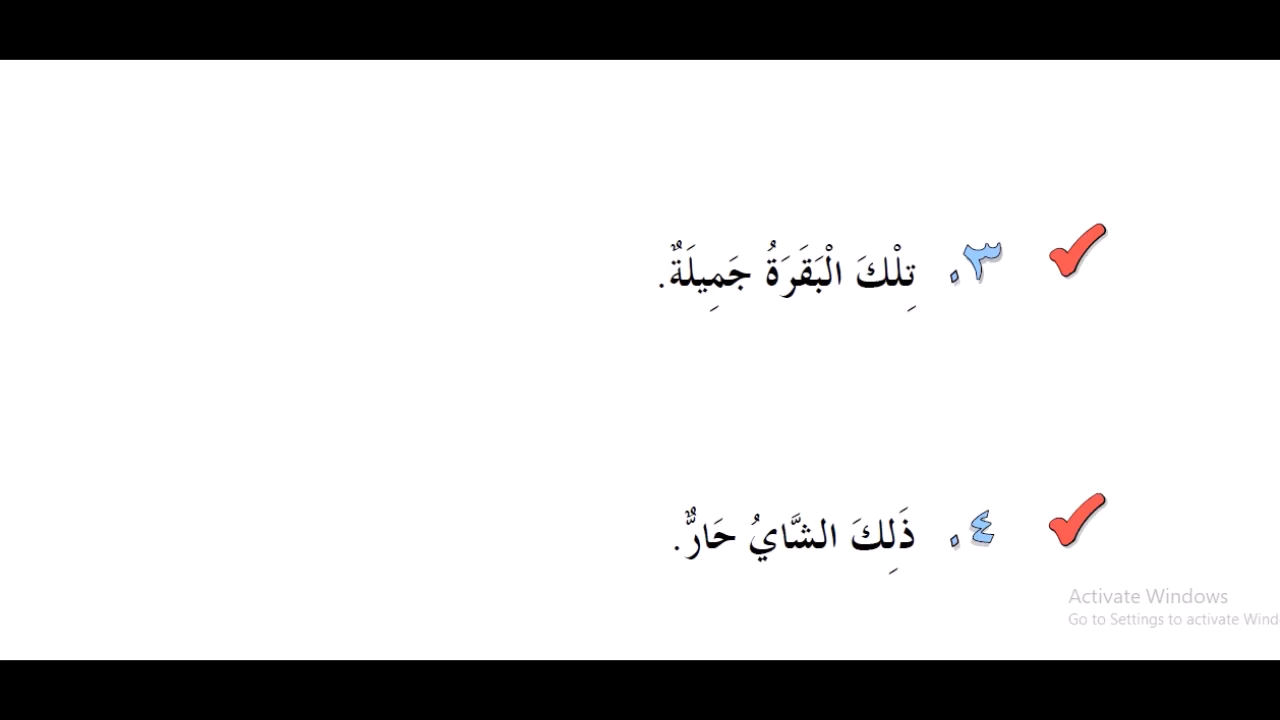 ٣. تِلْكَ الْبَقَرَةُ جَمِيلَةٌ.
٤. ذَلِكَ الشَّايُ حَارٌّ.
Activate Windows
Go to Settings to activate Wind